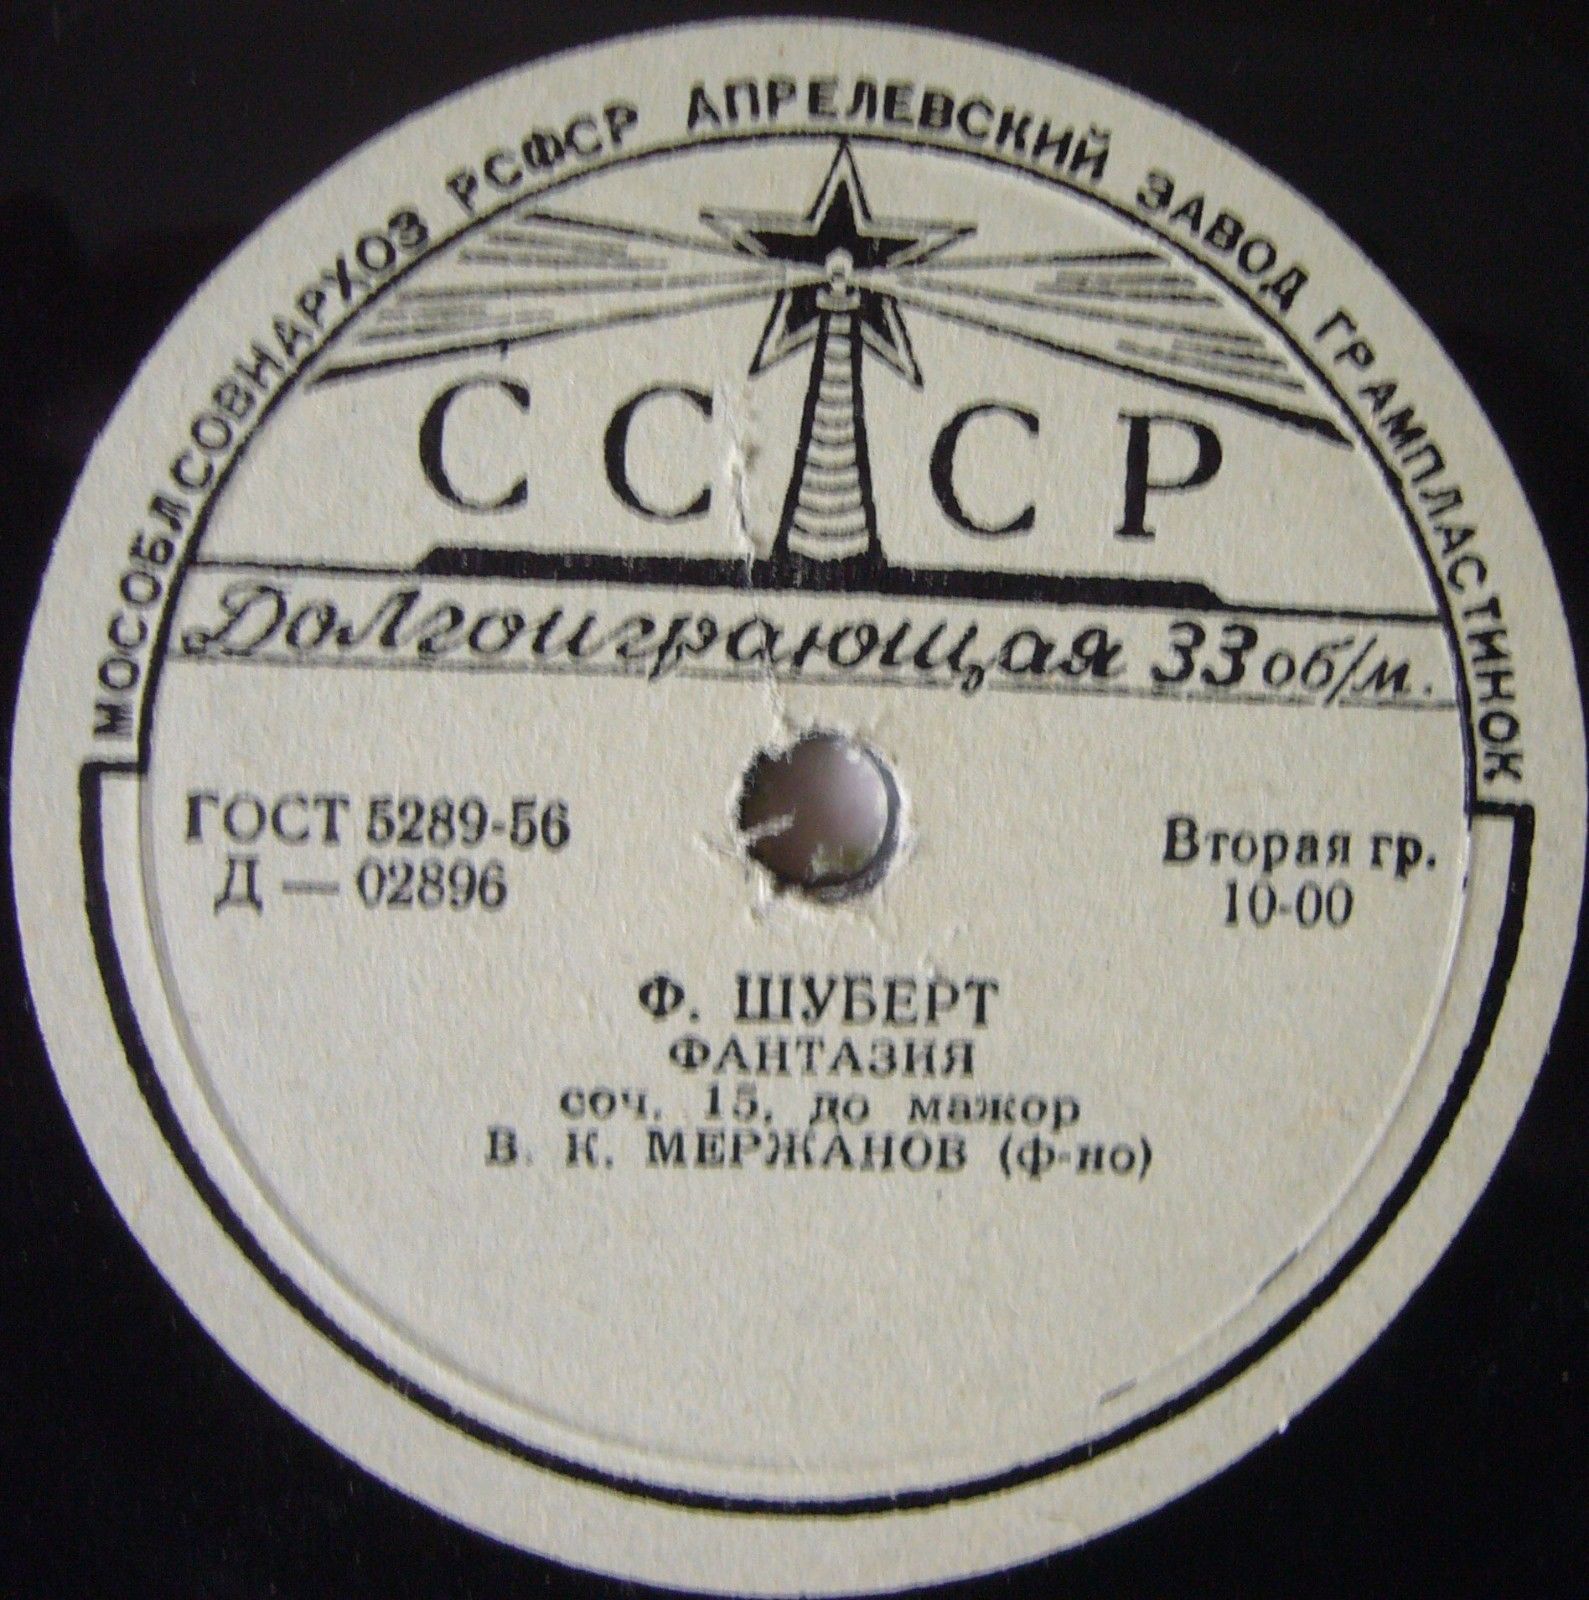 МОСОБЛСОВНАРХОЗ РСФСР АПРЕЛЕВСКИЙ ЗАВОД ГРАМПЛАСТИНОК
СССР
Долгоиграющая 33 об/м.
ГОСТ 5289-56
Д — 02896
Вторая гр.
10-00
Ф. ШУБЕРТ
ФАНТАЗИЯ
соч. 15, до мажор
В. К. МЕРЖАНОВ (ф-но)